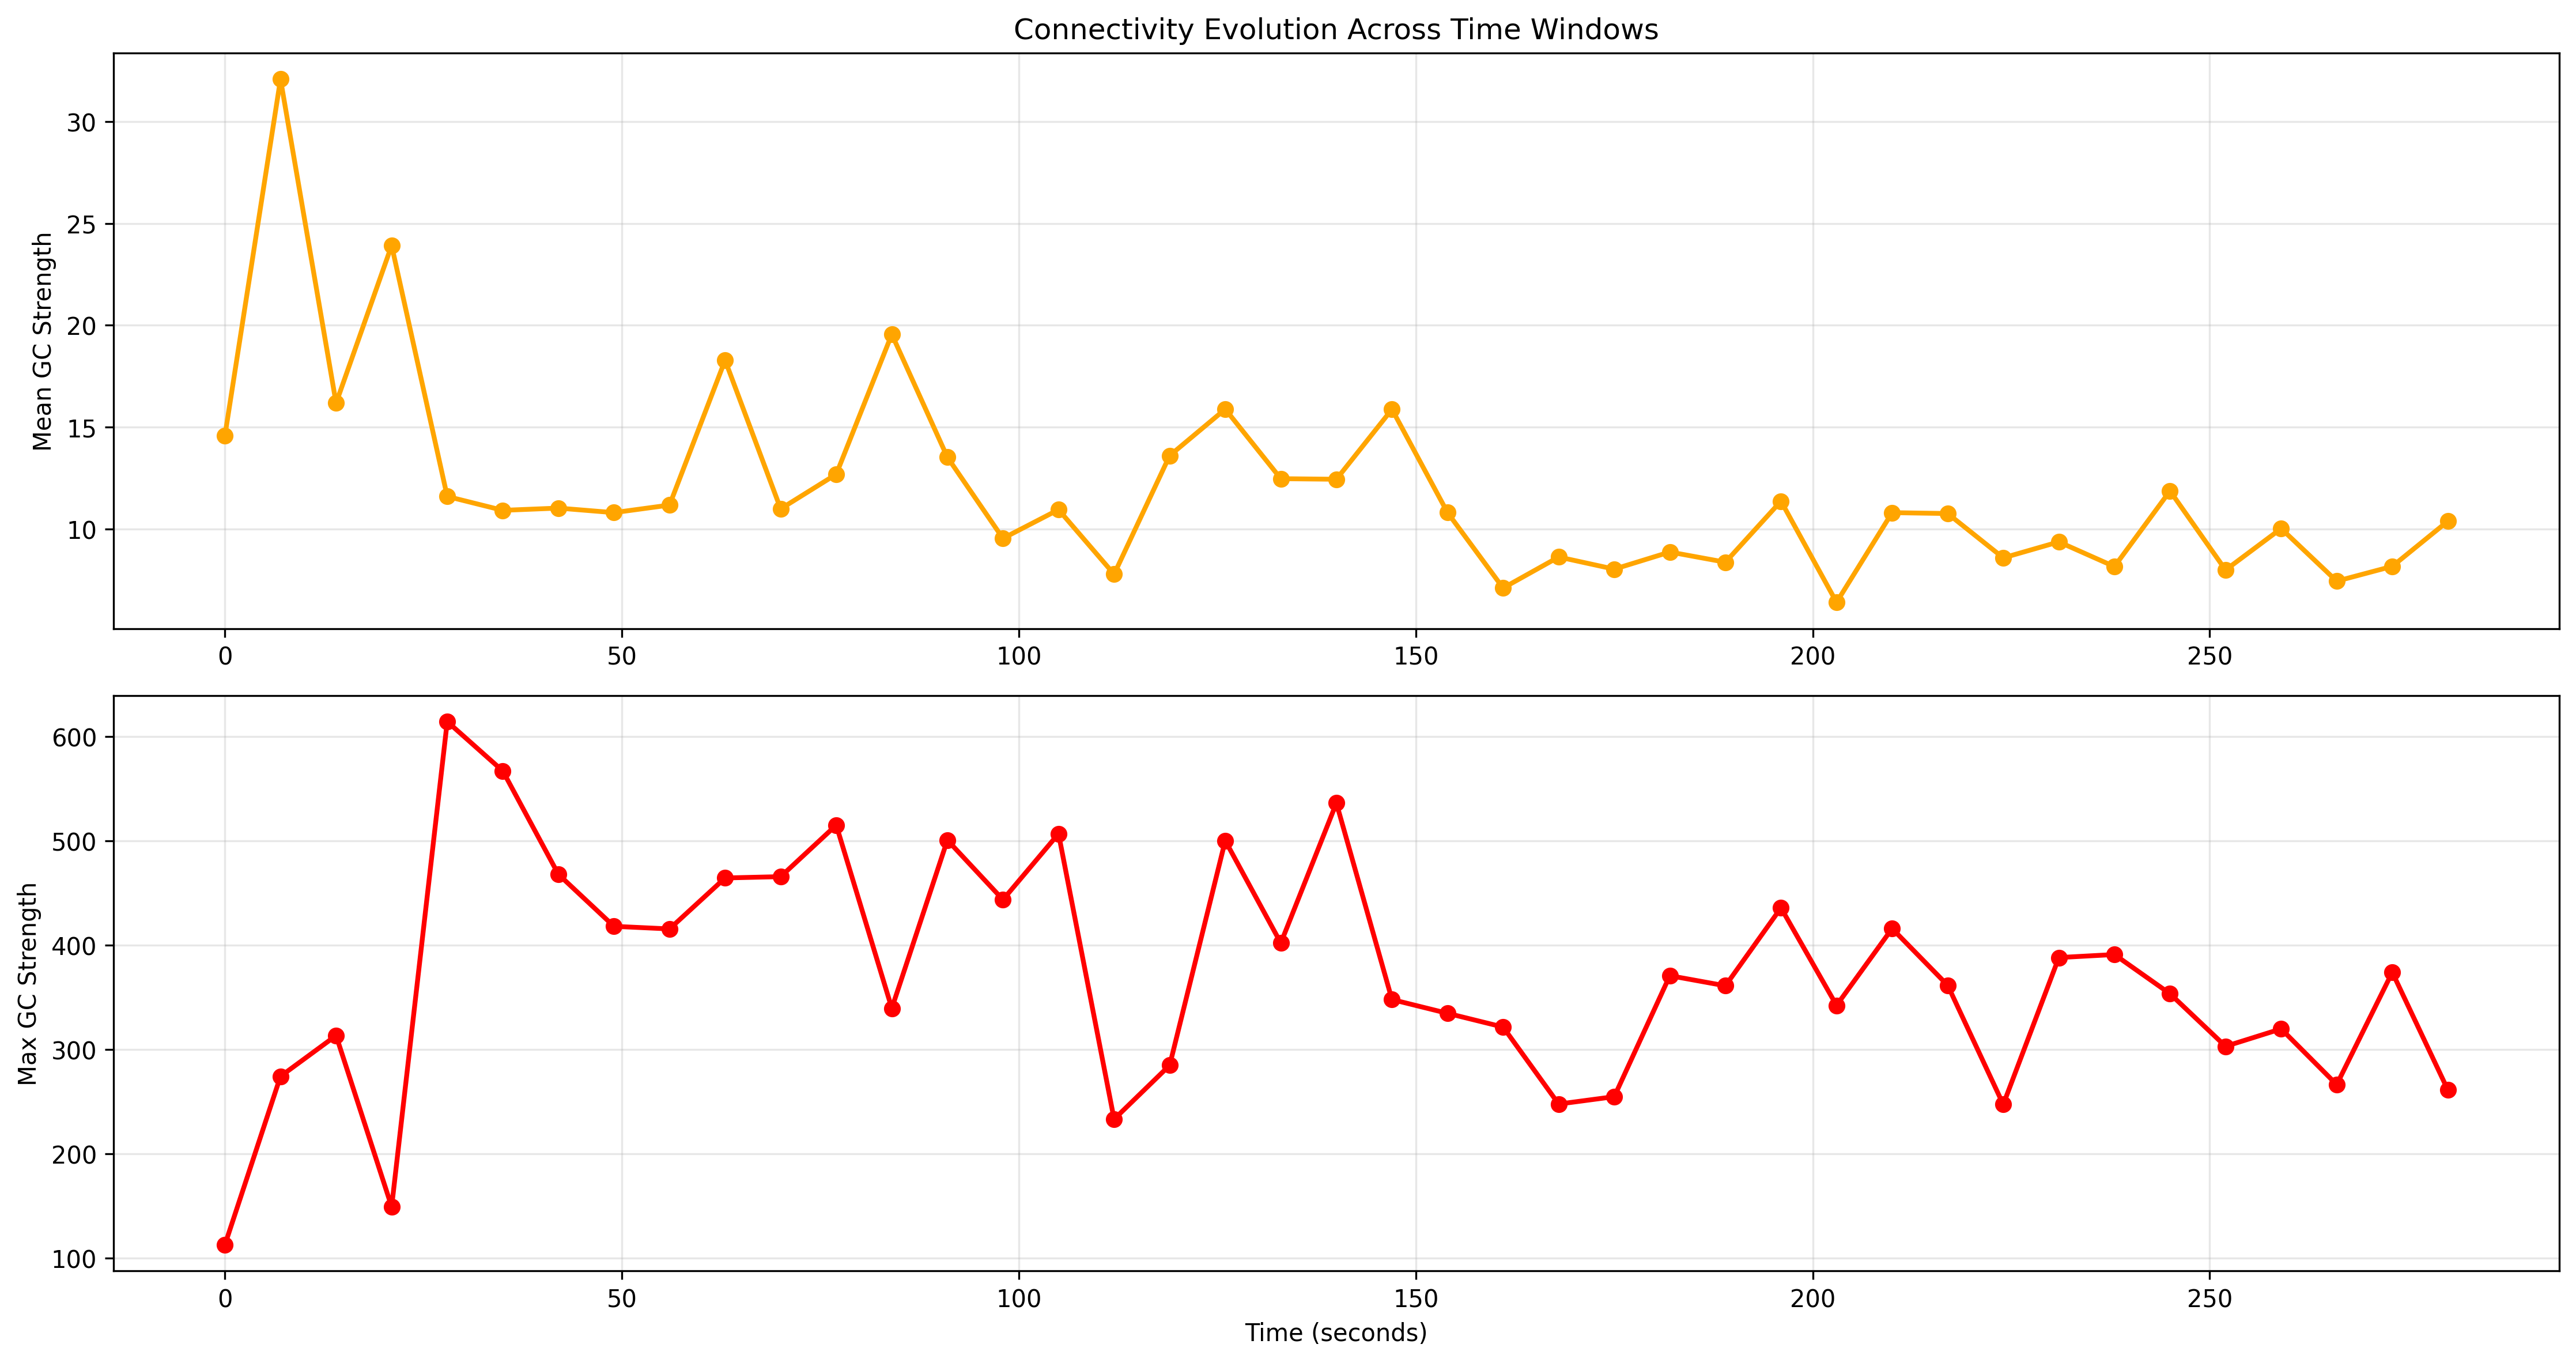 Connectivity Evolution Across Time Windows
Mean GC Strength
30
25
20
15
10
0 50 100 150 200 250
Max GC Strength
600
500
400
300
200
100
0 50 100 150 200 250
Time (seconds)